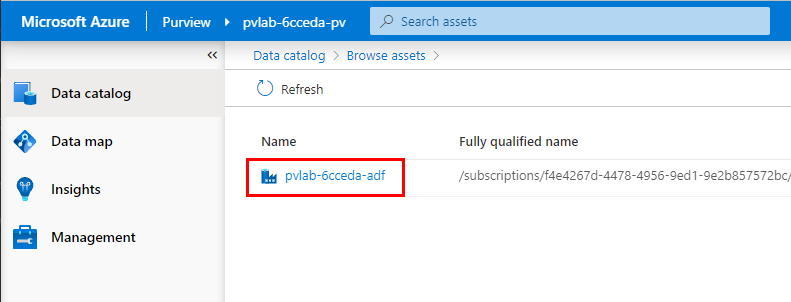 Microsoft Azure Purview pvlab-6cceda-pv Search assets
Data catalog Browse assets
Data catalog
Refresh
Data map
Name Fully qualified name
pvlab-6cceda-adf /subscriptions/f4e4267d-4478-4956-9ed1-9e2b857572bc/
Insights
Management